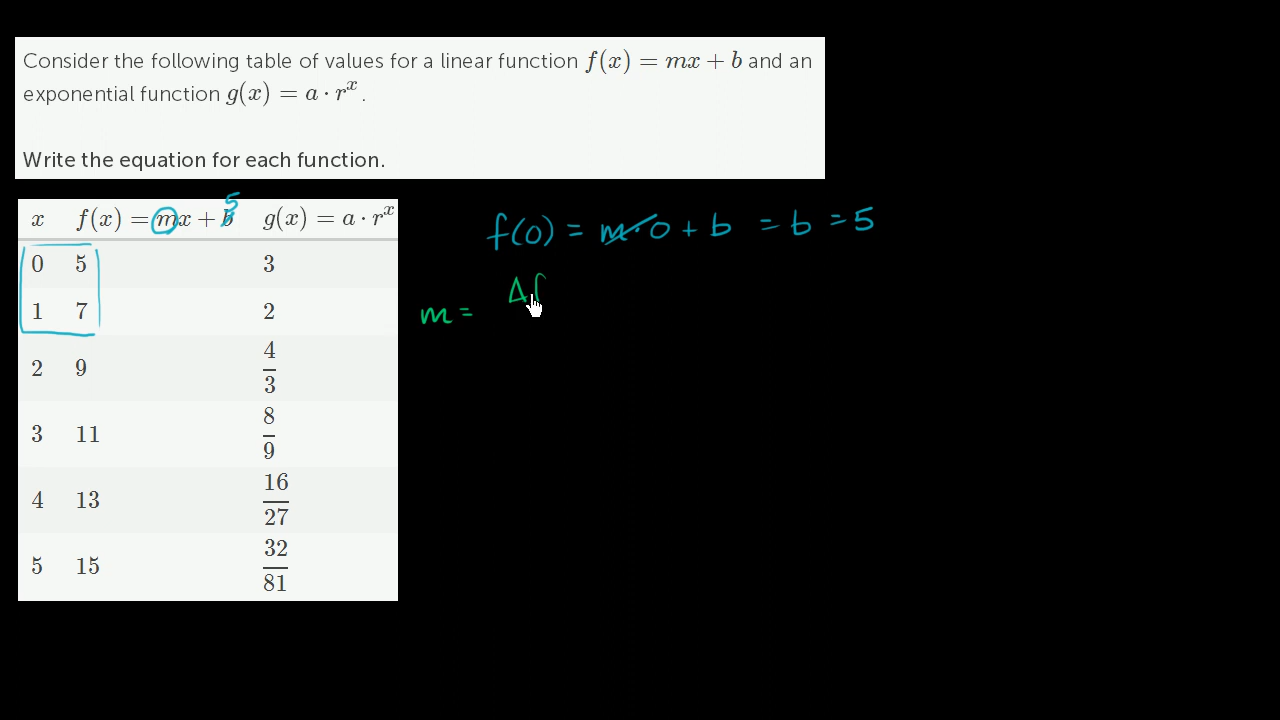 Consider the following table of values for a linear function f(x) = mx + b and an
exponential function g(x) = a · r^x .
Write the equation for each function.
x f(x) = mx + b 5 g(x) = a · r^x
f(0) = m·0 + b = b = 5
0 5 3
1 7 2
m = Δf
2 9 4/3
3 11 8/9
4 13 16/27
5 15 32/81